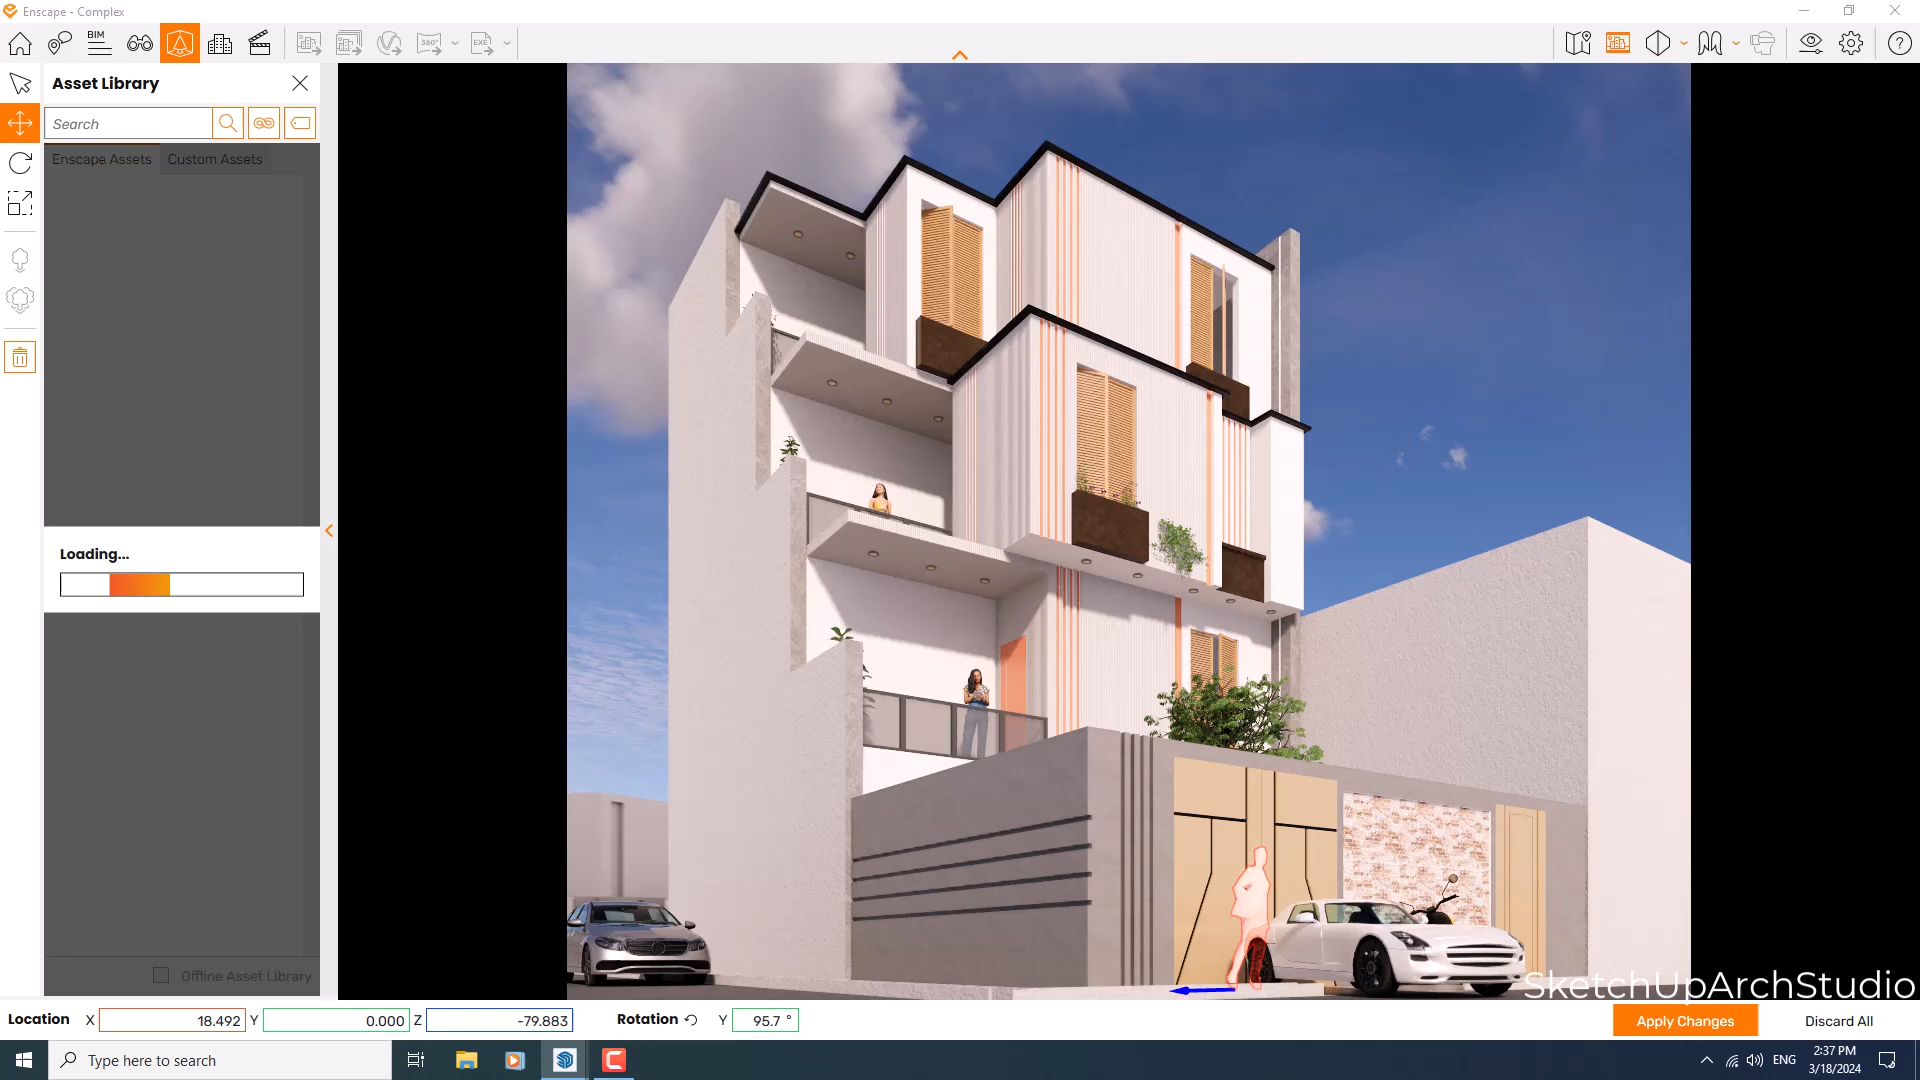 Enscape - Complex
BIM
360°
EXE
Asset Library
Search
Enscape Assets
Custom Assets
Loading...
Offline Asset Library
SketchUpArchStudio
Location X 18.492 Y 0.000 Z -79.883 Rotation Y 95.7 °
Apply Changes
Discard All
Type here to search
ENG
2:37 PM
3/18/2024